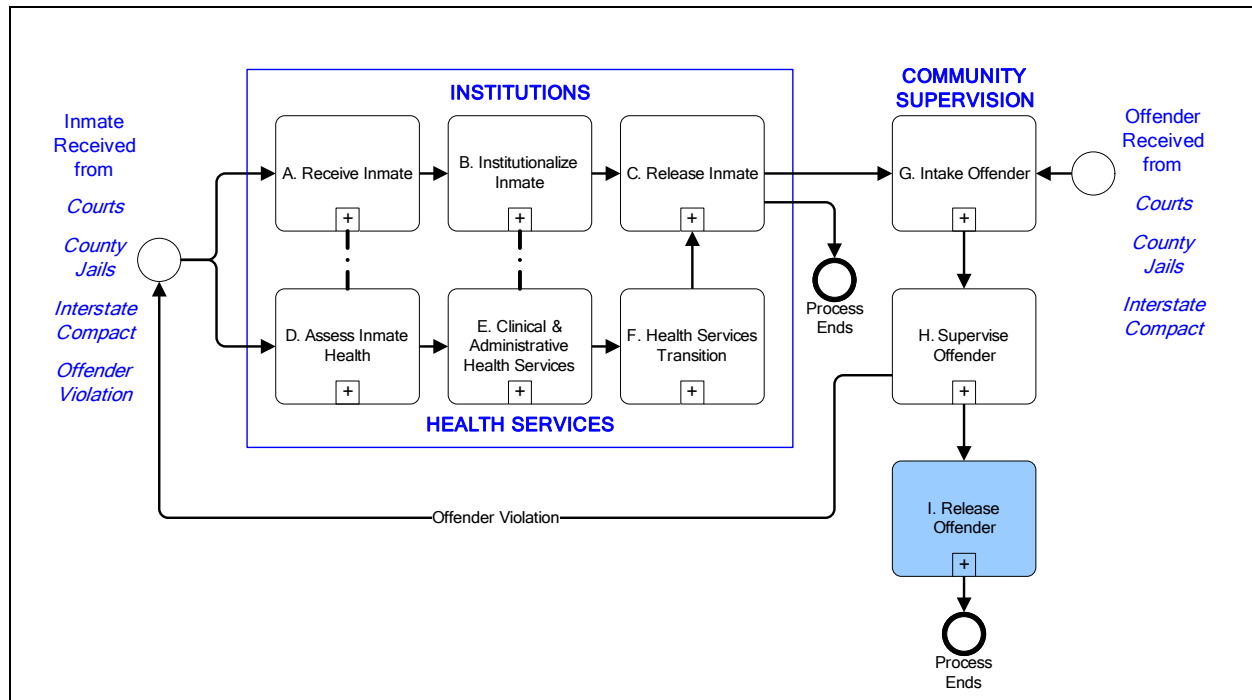 INSTITUTIONS
COMMUNITY
SUPERVISION
Inmate
Received
from
Courts
County
Jails
Interstate
Compact
Offender
Violation
A. Receive Inmate
+
B. Institutionalize
Inmate
+
C. Release Inmate
+
G. Intake Offender
+
Offender
Received
from
Courts
County
Jails
Interstate
Compact
D. Assess Inmate
Health
+
E. Clinical &
Administrative
Health Services
+
F. Health Services
Transition
+
Process
Ends
H. Supervise
Offender
+
HEALTH SERVICES
Offender Violation
I. Release
Offender
+
Process
Ends